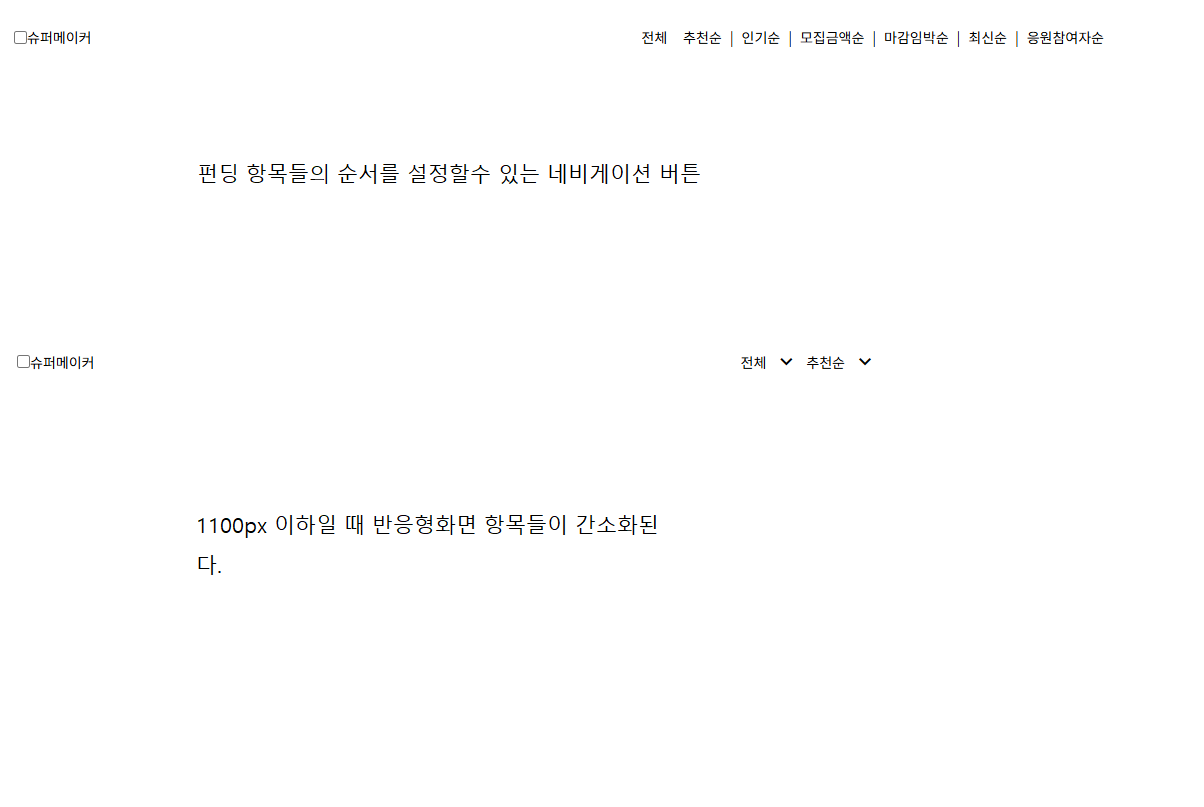 슈퍼메이커 전체 추천순 | 인기순 | 모집금액순 | 마감임박순 | 최신순 | 응원참여자순
펀딩 항목들의 순서를 설정할수 있는 네비게이션 버튼
슈퍼메이커 전체 추천순
1100px 이하일 때 반응형화면 항목들이 간소화된
다.